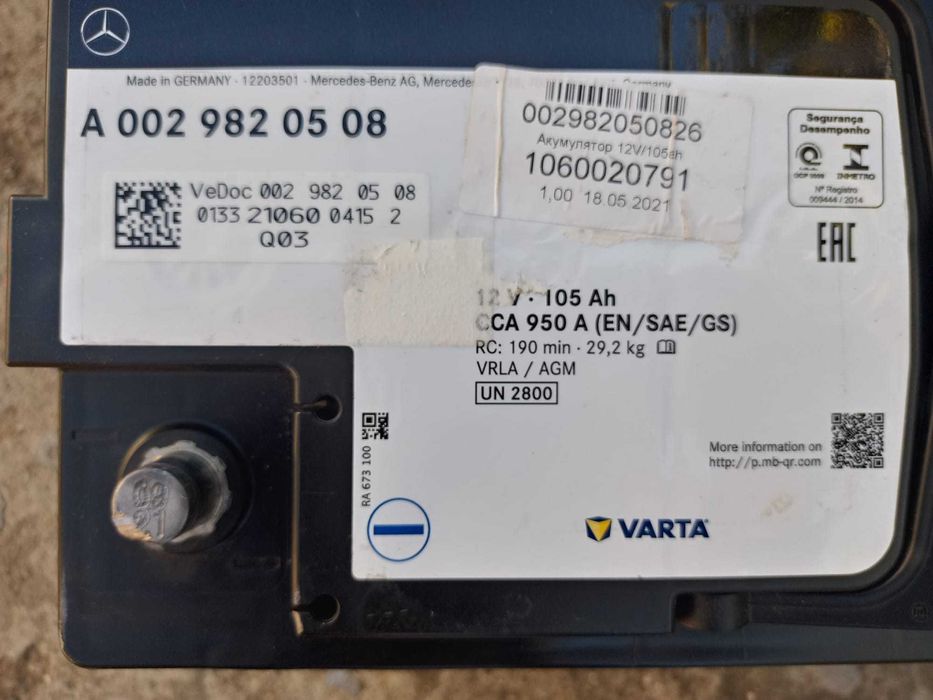 Made in GERMANY - 12203501 - Mercedes-Benz AG, Mercedes
Germany
A 002 982 05 08
002982050826
Акумулятор 12V/105ah
1060020791
1,00 18.05.2021
Segurança
Desempenho
OCP 0009
INMETRO
Nº Registro
009444 / 2014
VeDoc 002 982 05 08
0133 21060 0415 2
Q03
EAC
12 V · 105 Ah
CCA 950 A (EN/SAE/GS)
RC: 190 min · 29,2 kg
VRLA / AGM
UN 2800
RA 673 100
More information on
http://p.mb-qr.com
VARTA